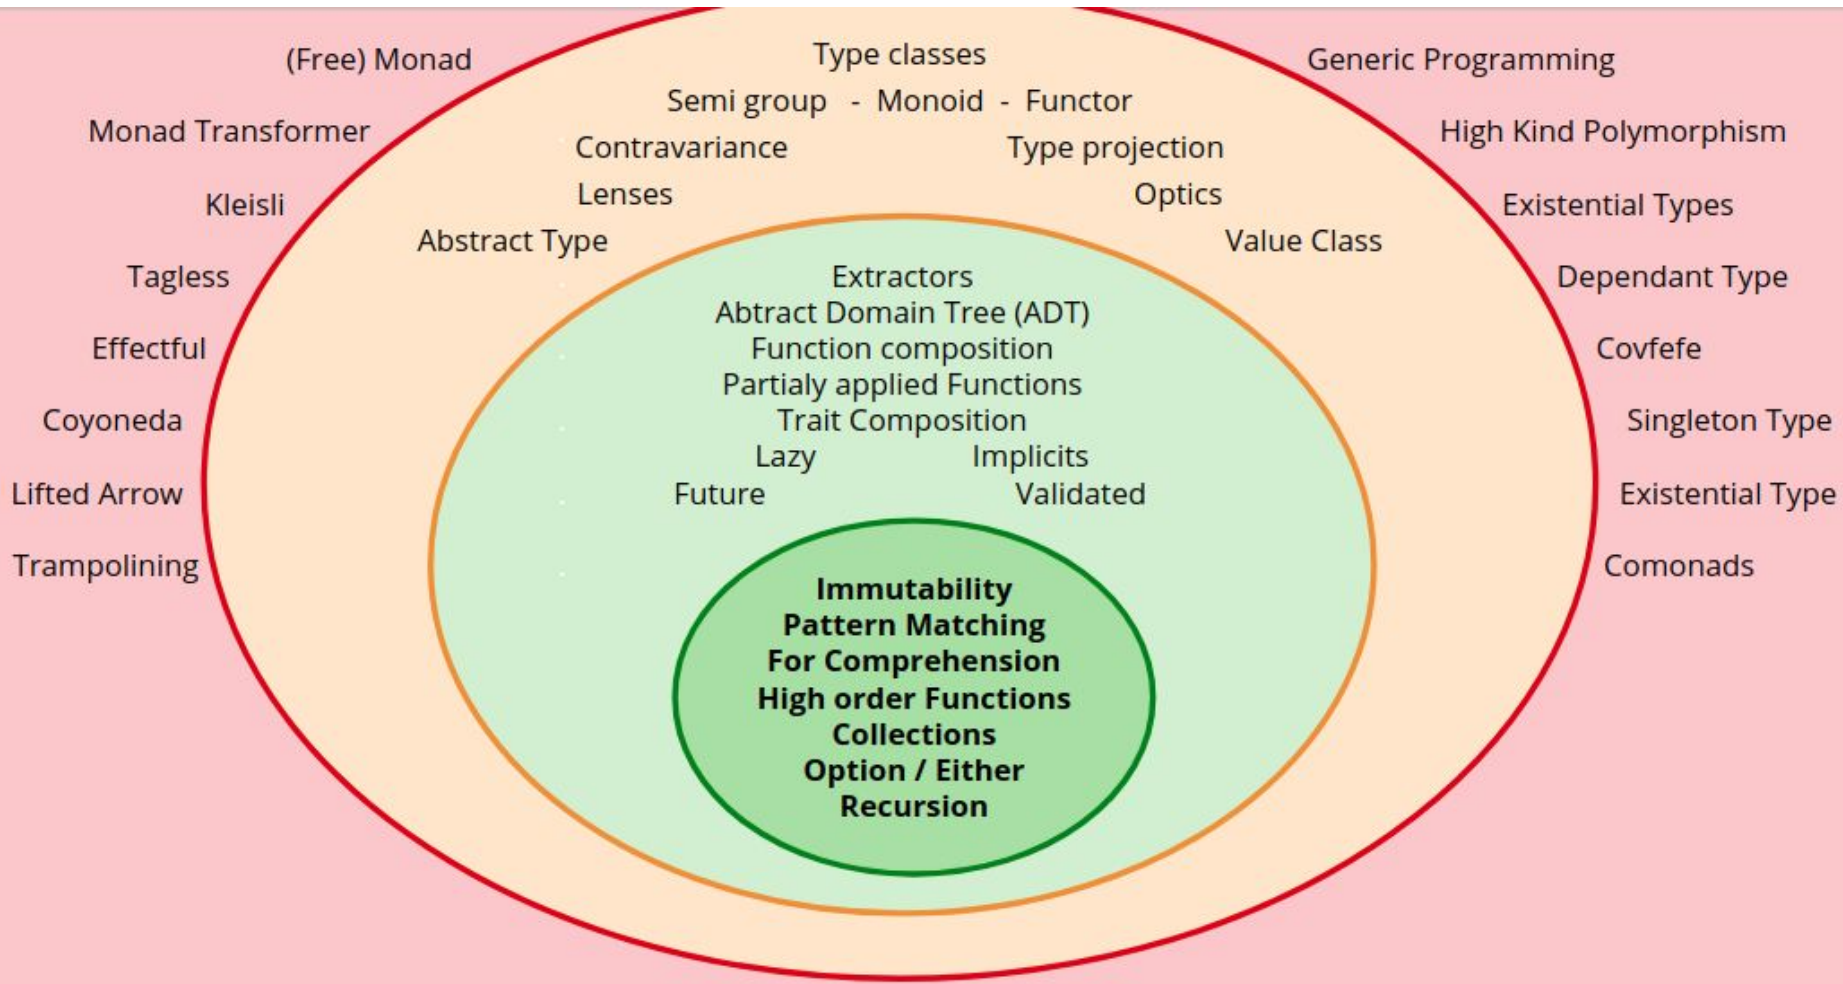 (Free) Monad
Type classes
Generic Programming
Semi group - Monoid - Functor
Monad Transformer
High Kind Polymorphism
Contravariance
Type projection
Kleisli
Lenses
Optics
Existential Types
Abstract Type
Value Class
Tagless
Extractors
Dependant Type
Abtract Domain Tree (ADT)
Effectful
Function composition
Covfefe
Partialy applied Functions
Coyoneda
Trait Composition
Singleton Type
Lazy
Implicits
Lifted Arrow
Future
Validated
Existential Type
Trampolining
Comonads
Immutability
Pattern Matching
For Comprehension
High order Functions
Collections
Option / Either
Recursion